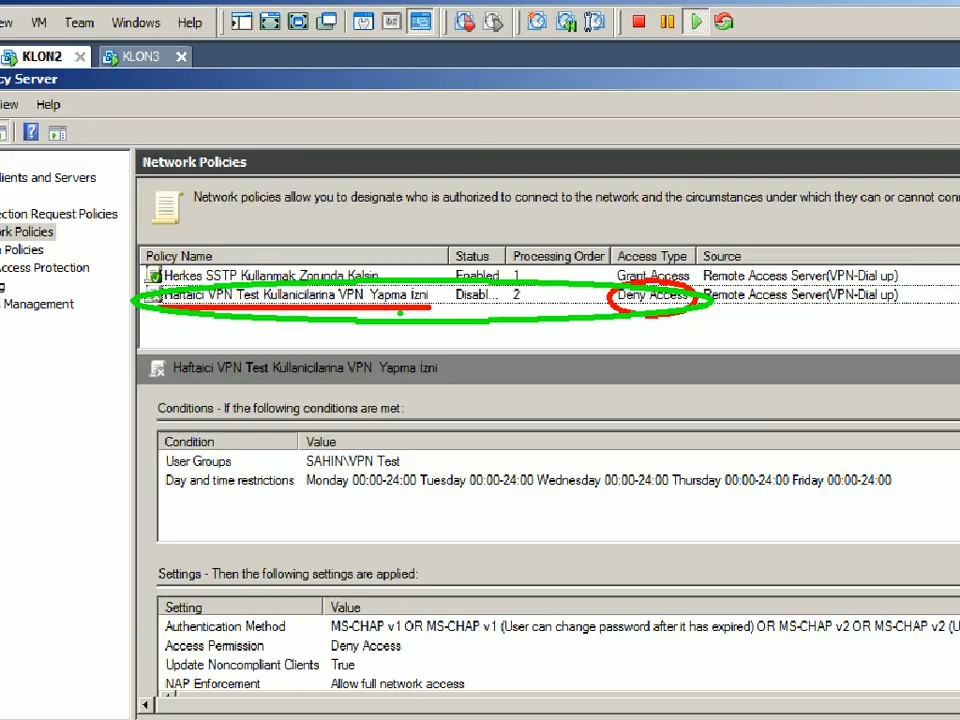 ew VM Team Windows Help
KLON2 KLON3
cy Server
iew Help
lients and Servers
ction Request Policies
rk Policies
Policies
Access Protection
Management
Network Policies
Network policies allow you to designate who is authorized to connect to the network and the circumstances under which they can or cannot conn
Policy Name Status Processing Order Access Type Source
Herkes SSTP Kullanmak Zorunda Kalsin Enabled 1 Grant Access Remote Access Server(VPN-Dial up)
Haftaici VPN Test Kullanicilarina VPN Yapma Izni Disabl... 2 Deny Access Remote Access Server(VPN-Dial up)
Haftaici VPN Test Kullanicilarina VPN Yapma Izni
Conditions - If the following conditions are met:
Condition Value
User Groups SAHIN\VPN Test
Day and time restrictions Monday 00:00-24:00 Tuesday 00:00-24:00 Wednesday 00:00-24:00 Thursday 00:00-24:00 Friday 00:00-24:00
Settings - Then the following settings are applied:
Setting Value
Authentication Method MS-CHAP v1 OR MS-CHAP v1 (User can change password after it has expired) OR MS-CHAP v2 OR MS-CHAP v2 (U
Access Permission Deny Access
Update Noncompliant Clients True
NAP Enforcement Allow full network access